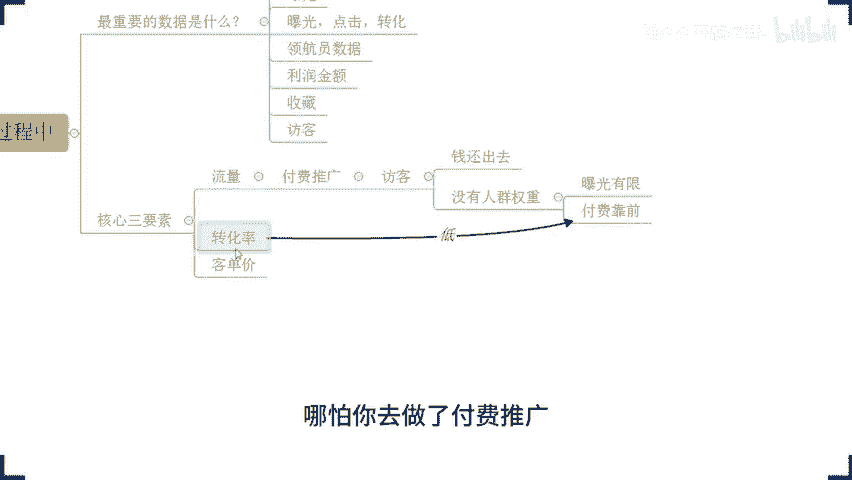 最重要的数据是什么?
曝光,点击,转化
领航员数据
利润金额
收藏
访客
过程中
流量
付费推广
访客
钱还出去
没有人群权重
曝光有限
付费靠前
核心三要素
转化率
低
客单价
哪怕你去做了付费推广
bilibili